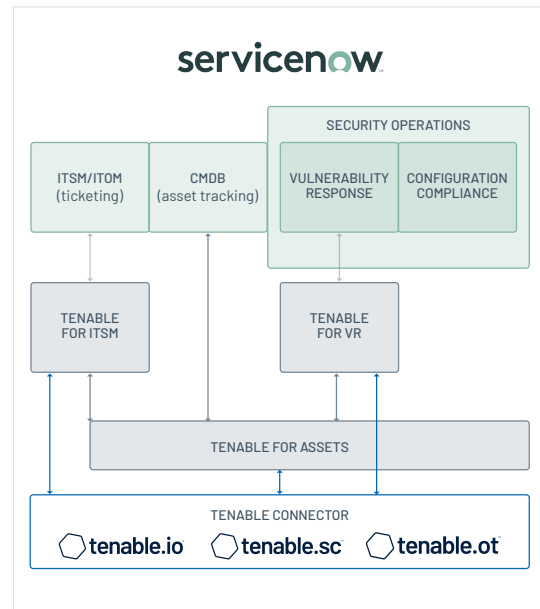 servicenow
SECURITY OPERATIONS
ITSM/ITOM
(ticketing)
CMDB
(asset tracking)
VULNERABILITY
RESPONSE
CONFIGURATION
COMPLIANCE
TENABLE
FOR ITSM
TENABLE
FOR VR
TENABLE FOR ASSETS
TENABLE CONNECTOR
tenable.io
tenable.sc
tenable.ot